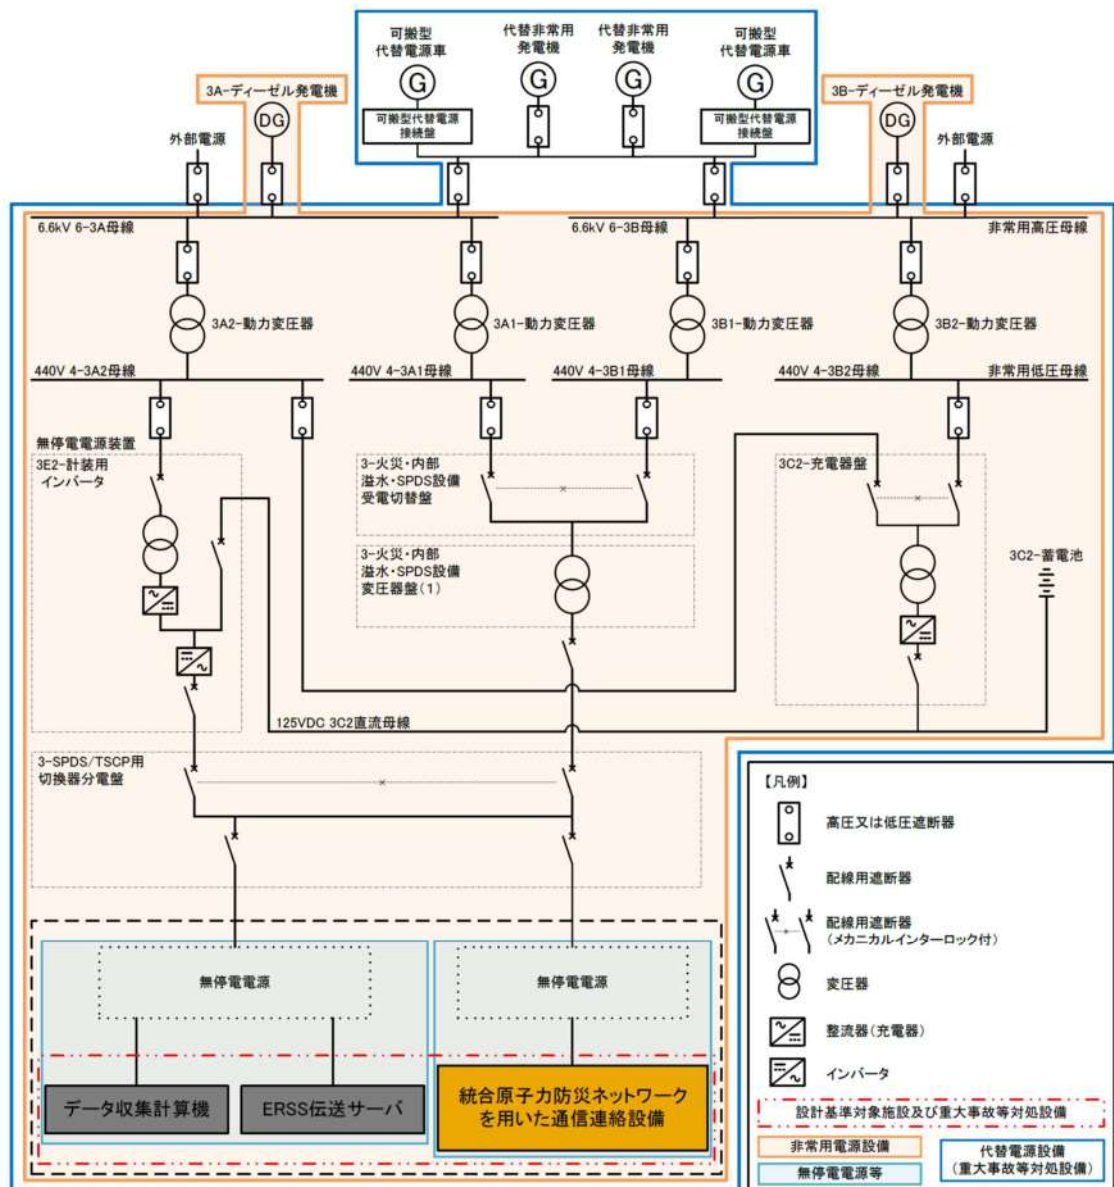 可搬型
代替電源車
代替非常用
発電機
代替非常用
発電機
可搬型
代替電源車
G
G
G
G
3A-ディーゼル発電機
3B-ディーゼル発電機
DG
DG
可搬型代替電源
接続盤
可搬型代替電源
接続盤
外部電源
外部電源
6.6kV 6-3A母線
6.6kV 6-3B母線
非常用高圧母線
3A2-動力変圧器
3A1-動力変圧器
3B1-動力変圧器
3B2-動力変圧器
440V 4-3A2母線
440V 4-3A1母線
440V 4-3B1母線
440V 4-3B2母線
非常用低圧母線
無停電電源装置
3E2-計装用
インバータ
3-火災・内部
溢水・SPDS設備
受電切替盤
3C2-充電器盤
3-火災・内部
溢水・SPDS設備
変圧器盤(1)
3C2-蓄電池
125VDC 3C2直流母線
3-SPDS/TSCP用
切換器分電盤
無停電電源
無停電電源
データ収集計算機
ERSS伝送サーバ
統合原子力防災ネットワーク
を用いた通信連絡設備
【凡例】
高圧又は低圧遮断器
配線用遮断器
配線用遮断器
(メカニカルインターロック付)
変圧器
整流器(充電器)
インバータ
設計基準対象施設及び重大事故等対処設備
非常用電源設備
無停電電源等
代替電源設備
(重大事故等対処設備)